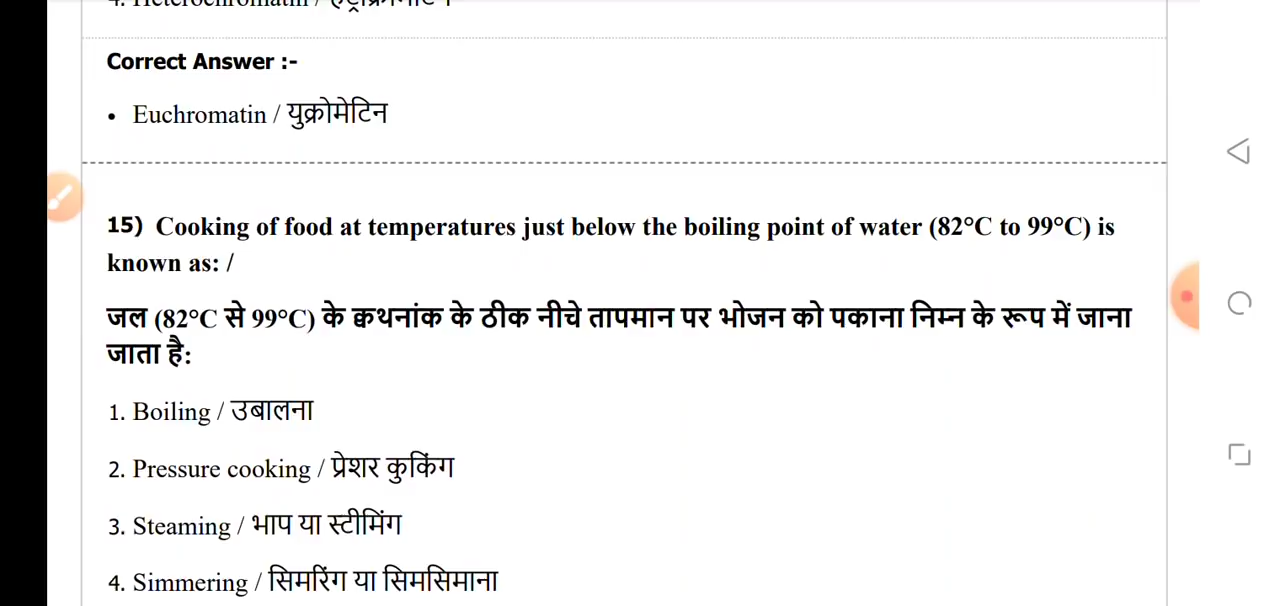 4. Heterochromatin / हेट्रोक्रोमेटिन
Correct Answer :-
• Euchromatin / युक्रोमेटिन
15) Cooking of food at temperatures just below the boiling point of water (82°C to 99°C) is
known as: /
जल (82°C से 99°C) के क्वथनांक के ठीक नीचे तापमान पर भोजन को पकाना निम्न के रूप में जाना
जाता है:
1. Boiling / उबालना
2. Pressure cooking / प्रेशर कुकिंग
3. Steaming / भाप या स्टीमिंग
4. Simmering / सिमरिंग या सिमसिमाना